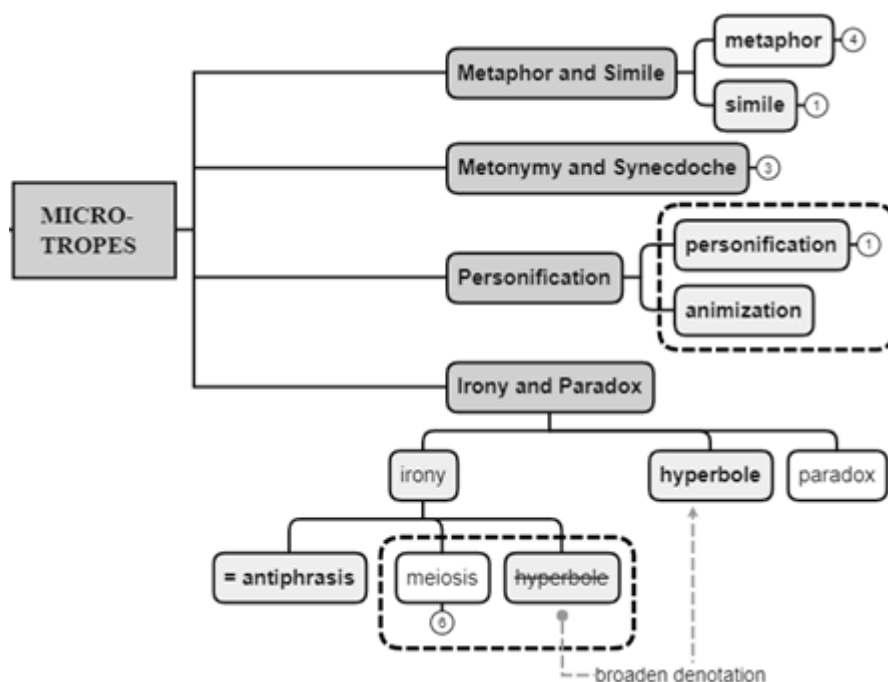 metaphor
4
Metaphor and Simile
simile
1
Metonymy and Synecdoche
3
MICRO-
TROPES
personification
1
Personification
animization
Irony and Paradox
irony
hyperbole
paradox
= antiphrasis
meiosis
hyperbole
6
broaden denotation